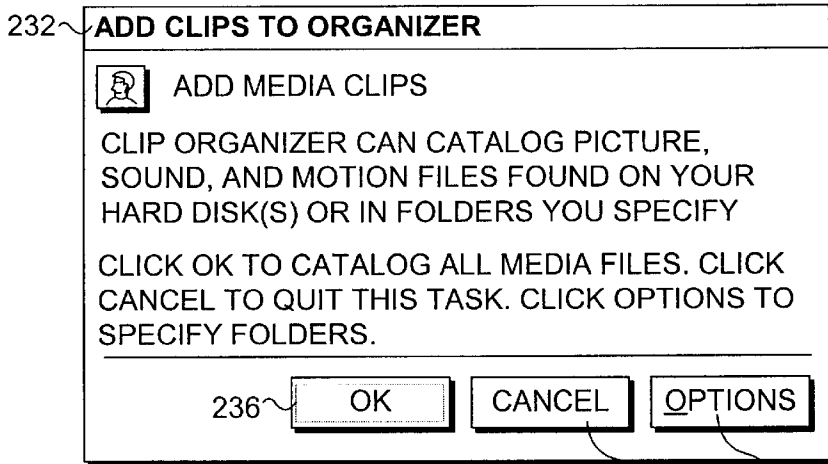 232
ADD CLIPS TO ORGANIZER
ADD MEDIA CLIPS
CLIP ORGANIZER CAN CATALOG PICTURE,
SOUND, AND MOTION FILES FOUND ON YOUR
HARD DISK(S) OR IN FOLDERS YOU SPECIFY
CLICK OK TO CATALOG ALL MEDIA FILES. CLICK
CANCEL TO QUIT THIS TASK. CLICK OPTIONS TO
SPECIFY FOLDERS.
236 OK CANCEL OPTIONS